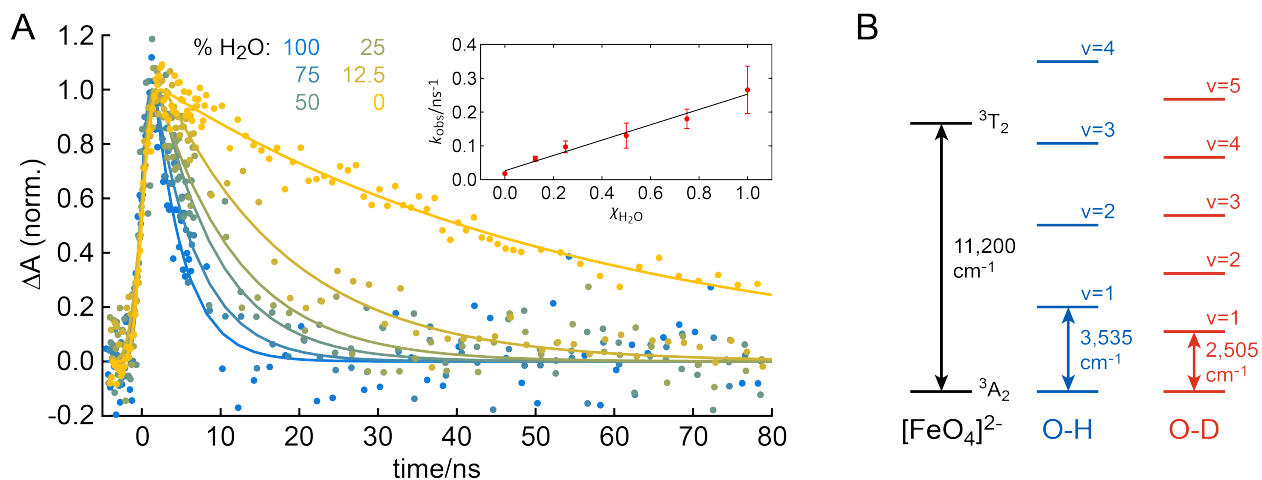 A
% H2O: 100 25
75 12.5
50 0
1.2
1.0
0.8
0.6
0.4
0.2
0.0
-0.2
ΔA (norm.)
0 10 20 30 40 50 60 70 80
time/ns
0.4
0.3
0.2
0.1
0.0
kobs/ns-1
0.0 0.2 0.4 0.6 0.8 1.0
χH2O
B
3T2
11,200
cm-1
3A2
[FeO4]2-
v=4
v=3
v=2
v=1
3,535
cm-1
O-H
v=5
v=4
v=3
v=2
v=1
2,505
cm-1
O-D